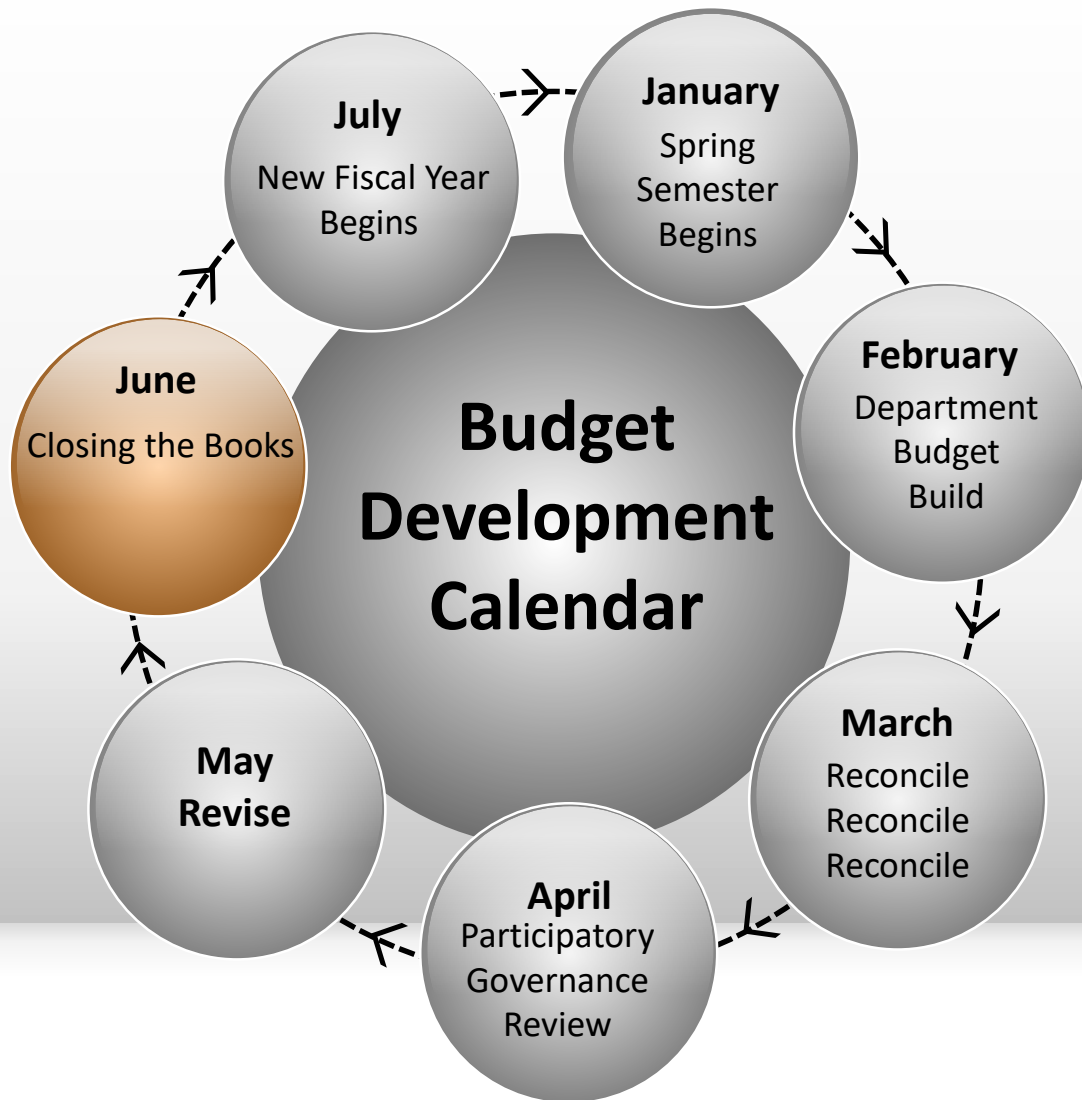 Budget
Development
Calendar
January
Spring
Semester
Begins
February
Department
Budget
Build
March
Reconcile
Reconcile
Reconcile
April
Participatory
Governance
Review
May
Revise
June
Closing the Books
July
New Fiscal Year
Begins